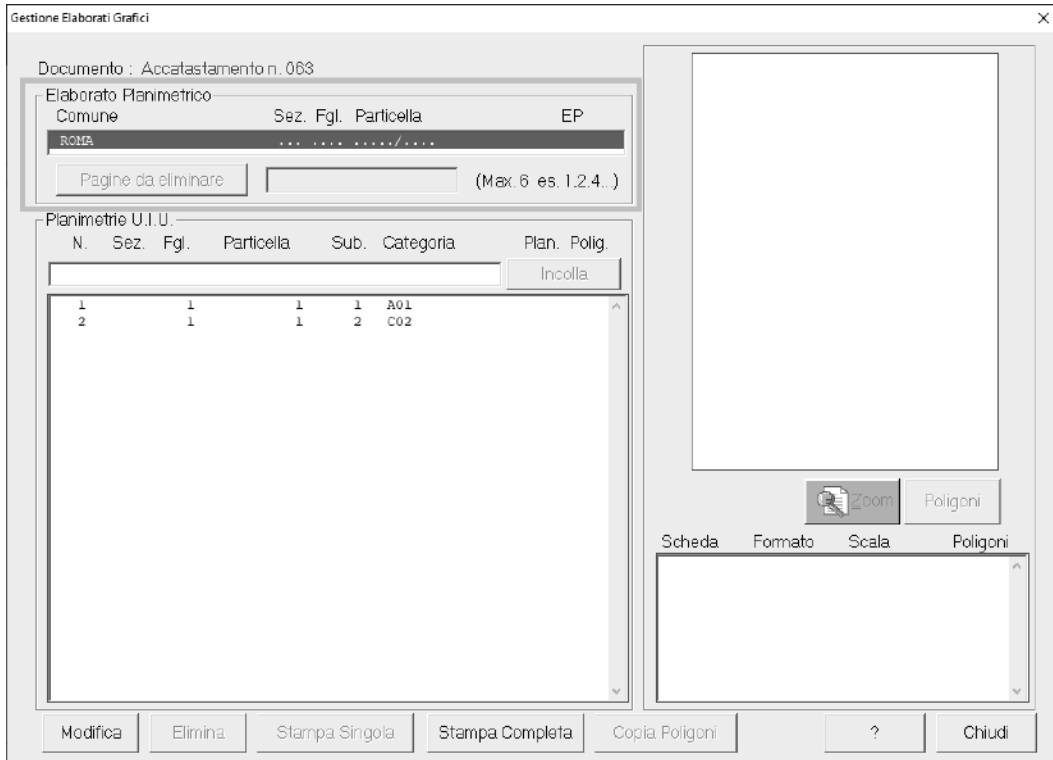 Gestione Elaborati Grafici
Documento : Accatastamento n. 063
Elaborato Planimetrico
Comune Sez. Fgl. Particella EP
ROMA ... .... ...../....
Pagine da eliminare (Max. 6 es. 1,2,4...)
Planimetrie U.I.U.
N. Sez. Fgl. Particella Sub. Categoria Plan. Polig.
Incolla
1 1 1 1 A01
2 1 1 2 C02
Zoom Poligoni
Scheda Formato Scala Poligoni
Modifica Elimina Stampa Singola Stampa Completa Copia Poligoni ? Chiudi